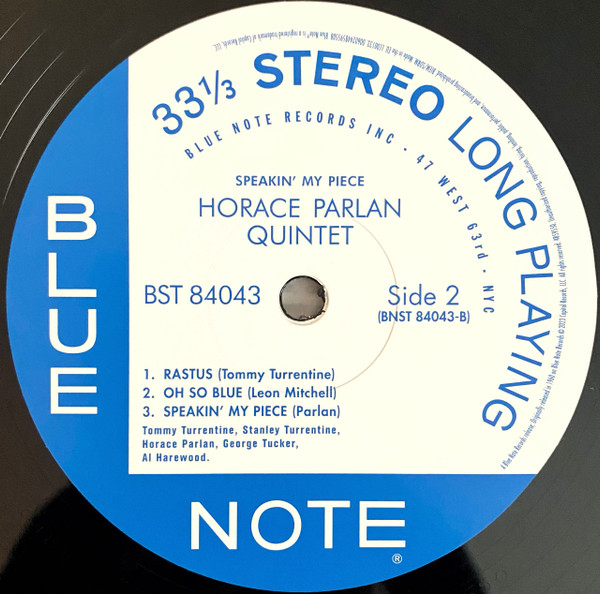 33⅓ STEREO LONG PLAYING
BLUE NOTE RECORDS INC · 47 WEST 63rd · NYC
SPEAKIN' MY PIECE
HORACE PARLAN
QUINTET
BST 84043
Side 2
(BNST 84043-B)
1. RASTUS (Tommy Turrentine)
2. OH SO BLUE (Leon Mitchell)
3. SPEAKIN' MY PIECE (Parlan)
Tommy Turrentine, Stanley Turrentine,
Horace Parlan, George Tucker,
Al Harewood.
BLUE
NOTE
®